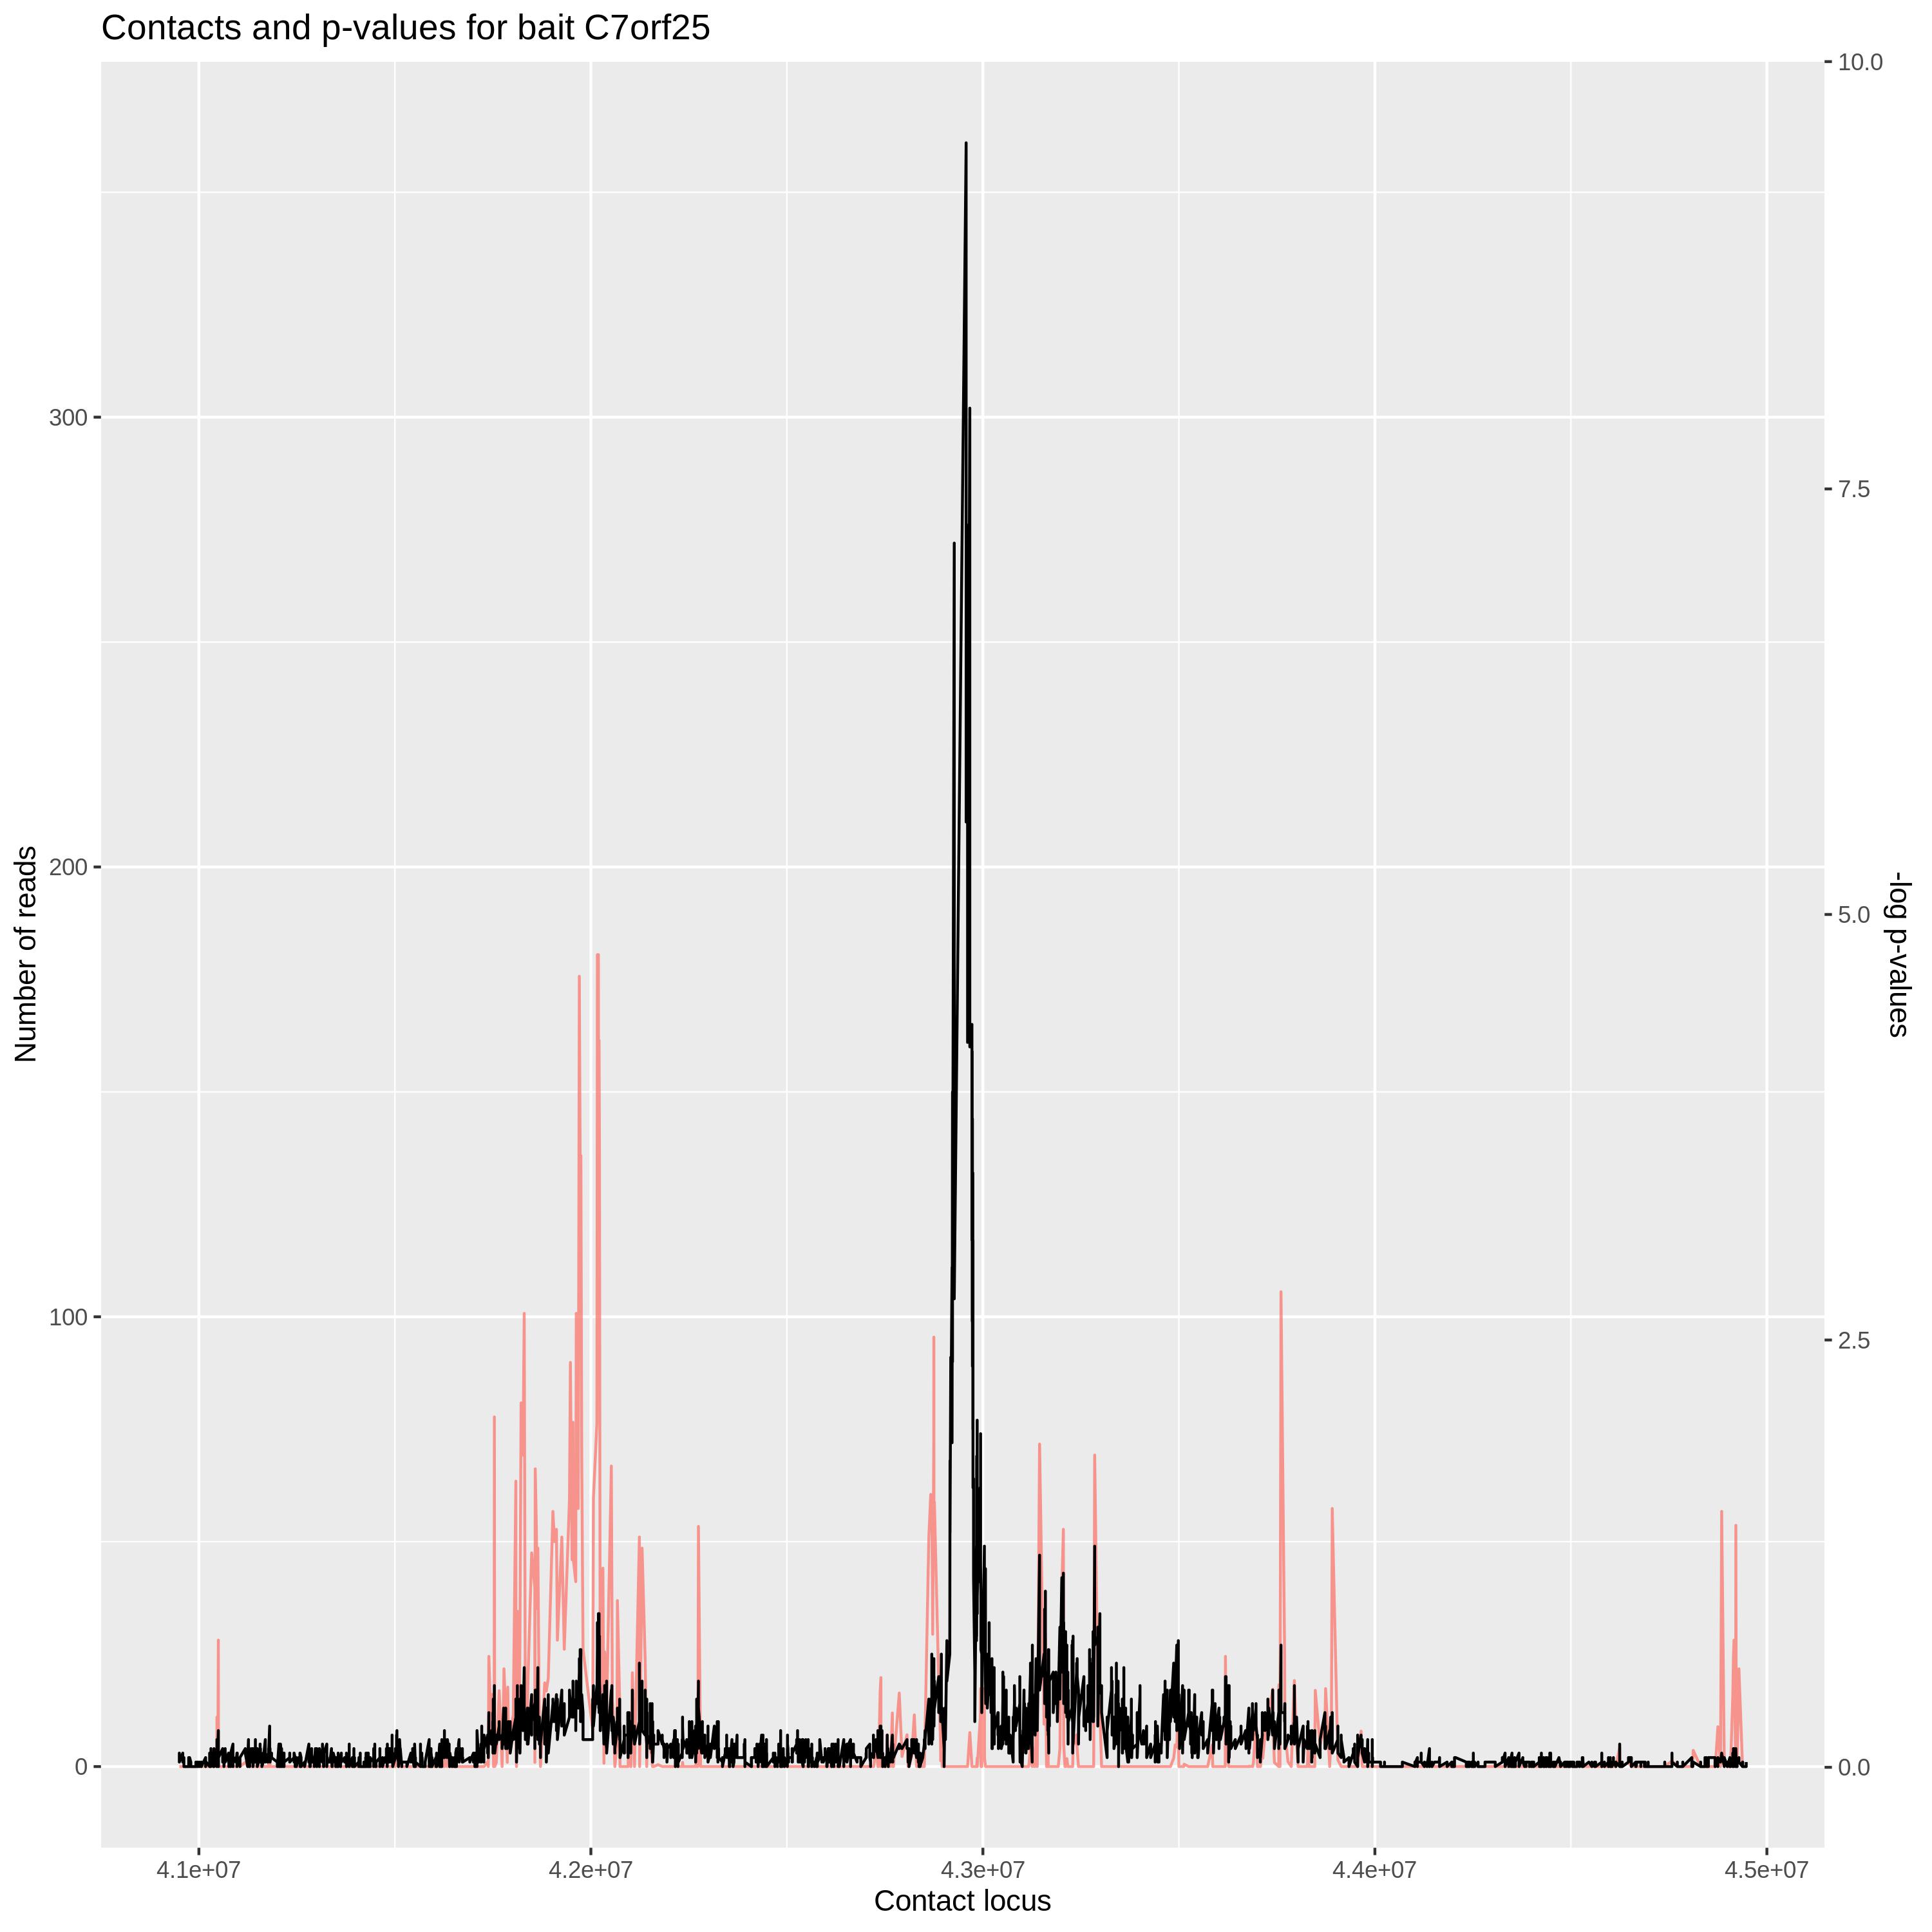 Contacts and p-values for bait C7orf25
10.0
7.5
5.0
2.5
0.0
300
200
100
0
Number of reads
-log p-values
4.1e+07
4.2e+07
4.3e+07
4.4e+07
4.5e+07
Contact locus